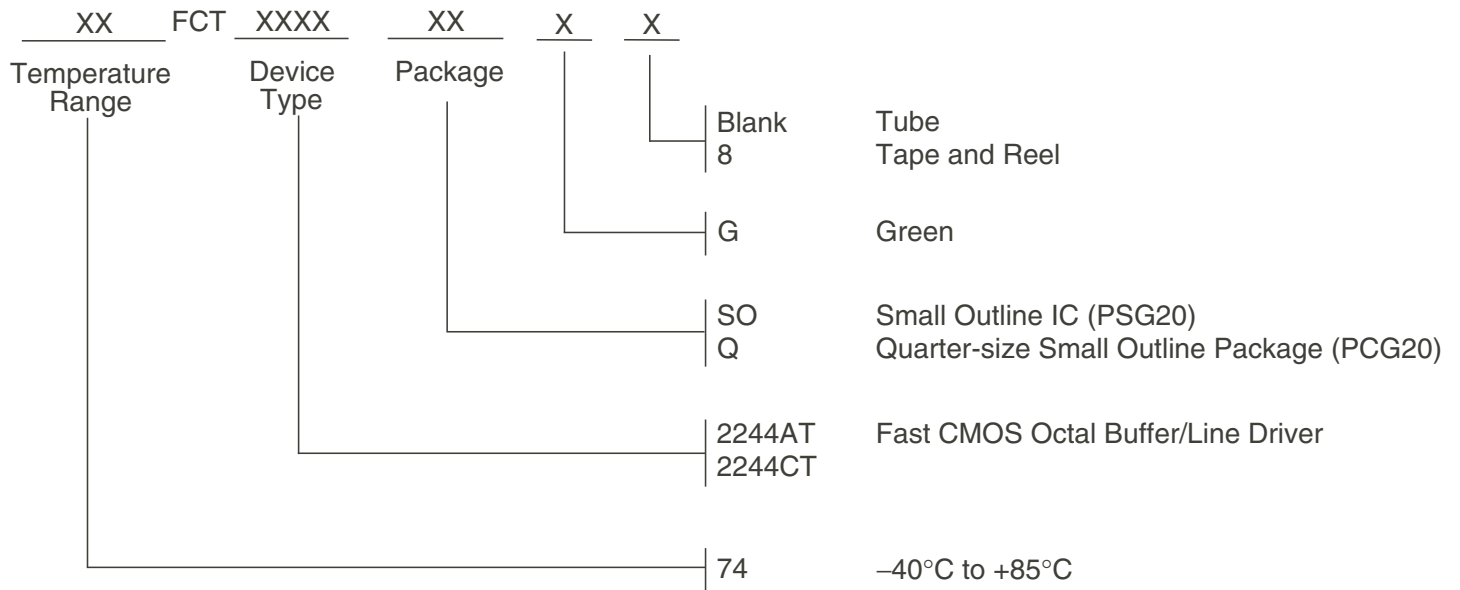 XX FCT XXXX XX X X
Temperature Range
Device Type
Package
Blank Tube
8 Tape and Reel
G Green
SO Small Outline IC (PSG20)
Q Quarter-size Small Outline Package (PCG20)
2244AT Fast CMOS Octal Buffer/Line Driver
2244CT
74 –40°C to +85°C